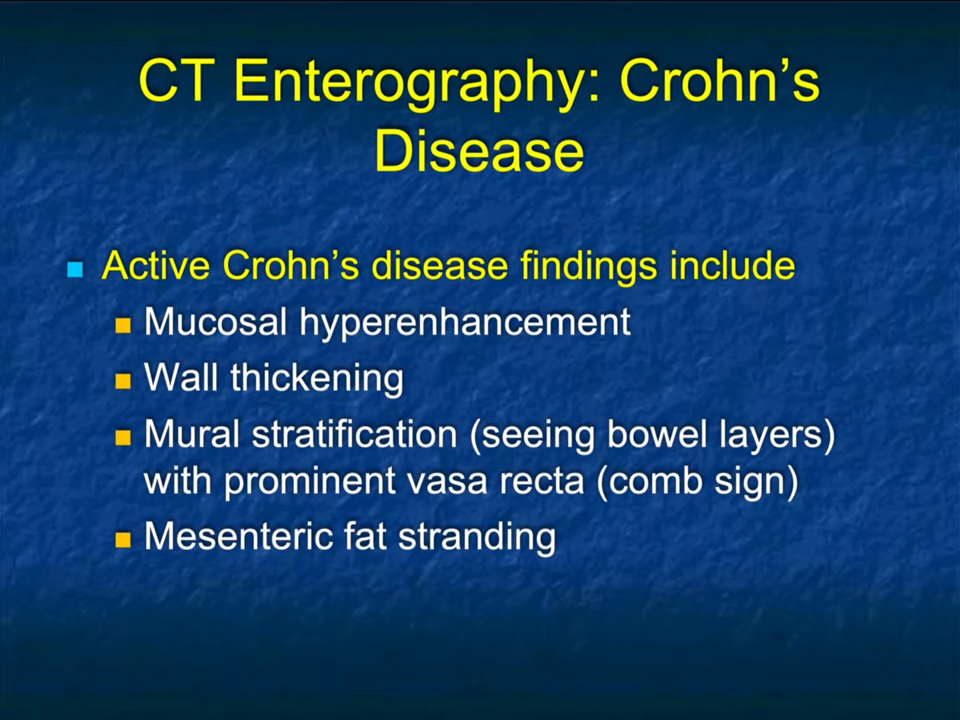 CT Enterography: Crohn’s
Disease
Active Crohn’s disease findings include
Mucosal hyperenhancement
Wall thickening
Mural stratification (seeing bowel layers)
with prominent vasa recta (comb sign)
Mesenteric fat stranding